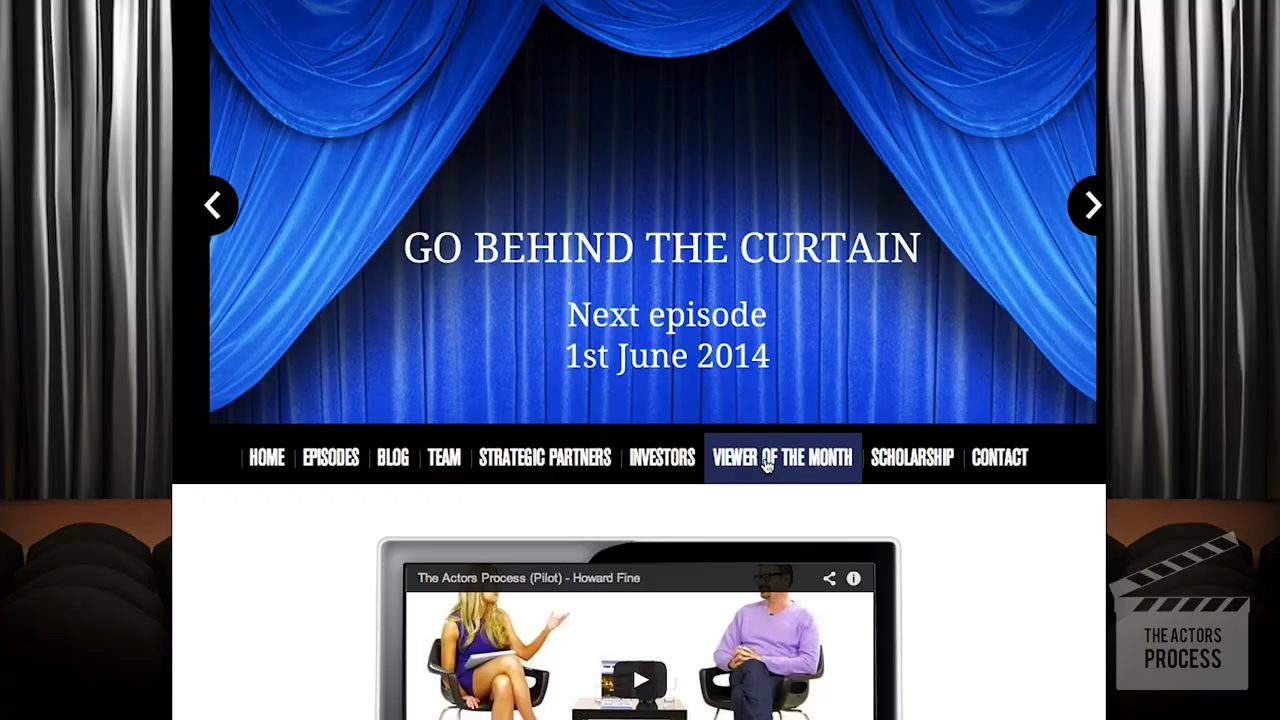 GO BEHIND THE CURTAIN
Next episode
1st June 2014
HOME EPISODES BLOG TEAM STRATEGIC PARTNERS INVESTORS VIEWER OF THE MONTH SCHOLARSHIP CONTACT
The Actors Process (Pilot) - Howard Fine
THE ACTORS
PROCESS